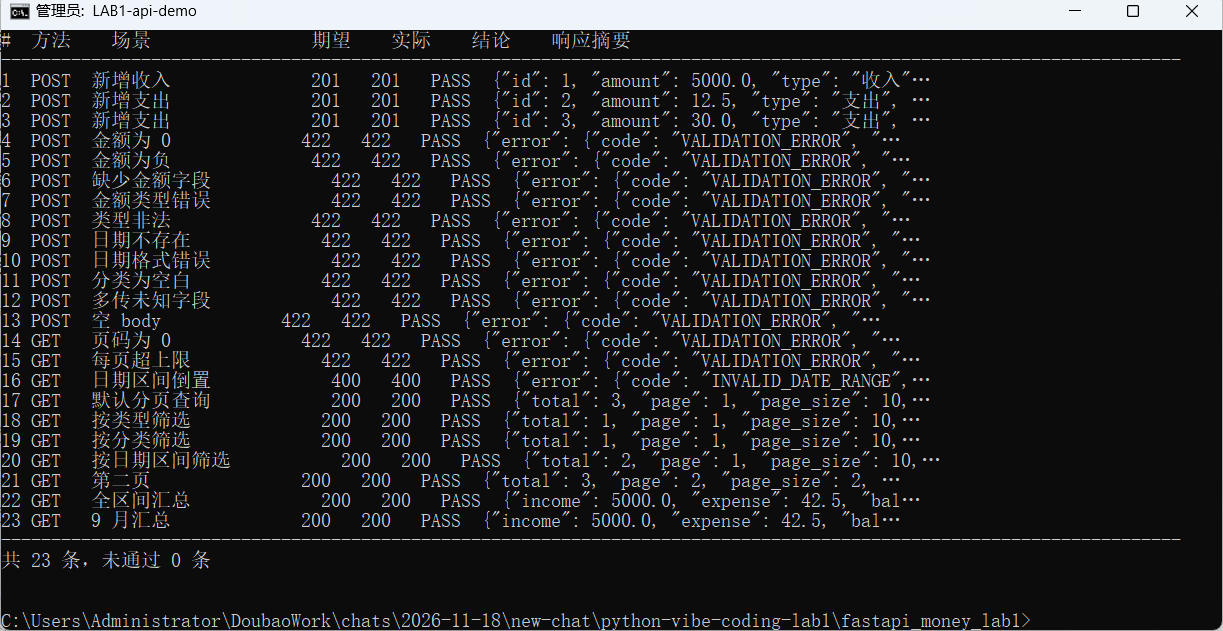 管理员: LAB1-api-demo
# 方法 场景 期望 实际 结论 响应摘要
1 POST 新增收入 201 201 PASS {"id": 1, "amount": 5000.0, "type": "收入"…
2 POST 新增支出 201 201 PASS {"id": 2, "amount": 12.5, "type": "支出", …
3 POST 新增支出 201 201 PASS {"id": 3, "amount": 30.0, "type": "支出", …
4 POST 金额为 0 422 422 PASS {"error": {"code": "VALIDATION_ERROR", "…
5 POST 金额为负 422 422 PASS {"error": {"code": "VALIDATION_ERROR", "…
6 POST 缺少金额字段 422 422 PASS {"error": {"code": "VALIDATION_ERROR", "…
7 POST 金额类型错误 422 422 PASS {"error": {"code": "VALIDATION_ERROR", "…
8 POST 类型非法 422 422 PASS {"error": {"code": "VALIDATION_ERROR", "…
9 POST 日期不存在 422 422 PASS {"error": {"code": "VALIDATION_ERROR", "…
10 POST 日期格式错误 422 422 PASS {"error": {"code": "VALIDATION_ERROR", "…
11 POST 分类为空白 422 422 PASS {"error": {"code": "VALIDATION_ERROR", "…
12 POST 多传未知字段 422 422 PASS {"error": {"code": "VALIDATION_ERROR", "…
13 POST 空 body 422 422 PASS {"error": {"code": "VALIDATION_ERROR", "…
14 GET 页码为 0 422 422 PASS {"error": {"code": "VALIDATION_ERROR", "…
15 GET 每页超上限 422 422 PASS {"error": {"code": "VALIDATION_ERROR", "…
16 GET 日期区间倒置 400 400 PASS {"error": {"code": "INVALID_DATE_RANGE",…
17 GET 默认分页查询 200 200 PASS {"total": 3, "page": 1, "page_size": 10,…
18 GET 按类型筛选 200 200 PASS {"total": 1, "page": 1, "page_size": 10,…
19 GET 按分类筛选 200 200 PASS {"total": 1, "page": 1, "page_size": 10,…
20 GET 按日期区间筛选 200 200 PASS {"total": 2, "page": 1, "page_size": 10,…
21 GET 第二页 200 200 PASS {"total": 3, "page": 2, "page_size": 2, …
22 GET 全区间汇总 200 200 PASS {"income": 5000.0, "expense": 42.5, "bal…
23 GET 9 月汇总 200 200 PASS {"income": 5000.0, "expense": 42.5, "bal…
共 23 条，未通过 0 条
C:\Users\Administrator\DoubaoWork\chats\2026-11-18\new-chat\python-vibe-coding-lab1\fastapi_money_lab1>